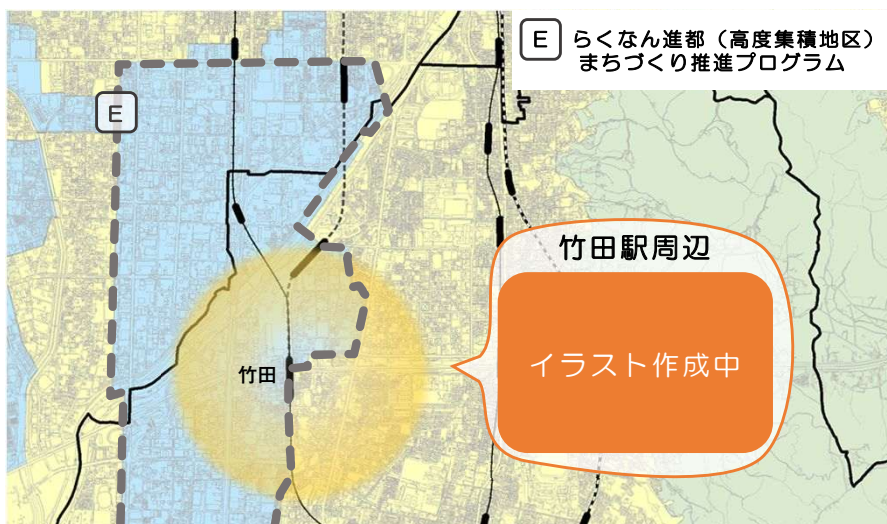 E らくなん進都（高度集積地区）
まちづくり推進プログラム
E
竹田駅周辺
イラスト作成中
竹田